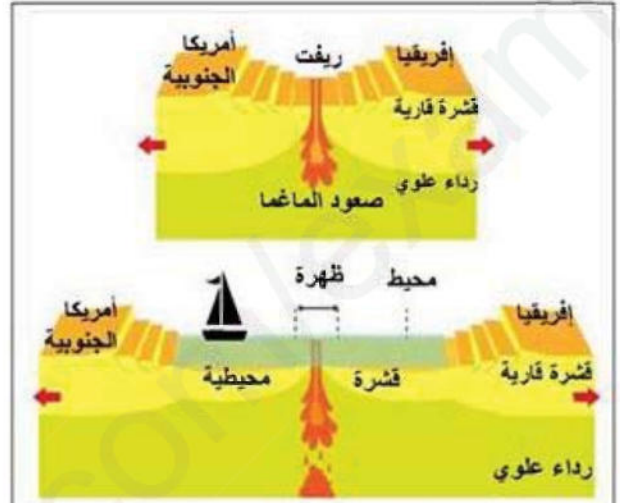 أمريكا
الجنوبية
ريفت
إفريقيا
قشرة قارية
رداء علوي
صعود الماغما
أمريكا
الجنوبية
ظهرة
محيط
إفريقيا
محيطية
قشرة
قشرة قارية
رداء علوي